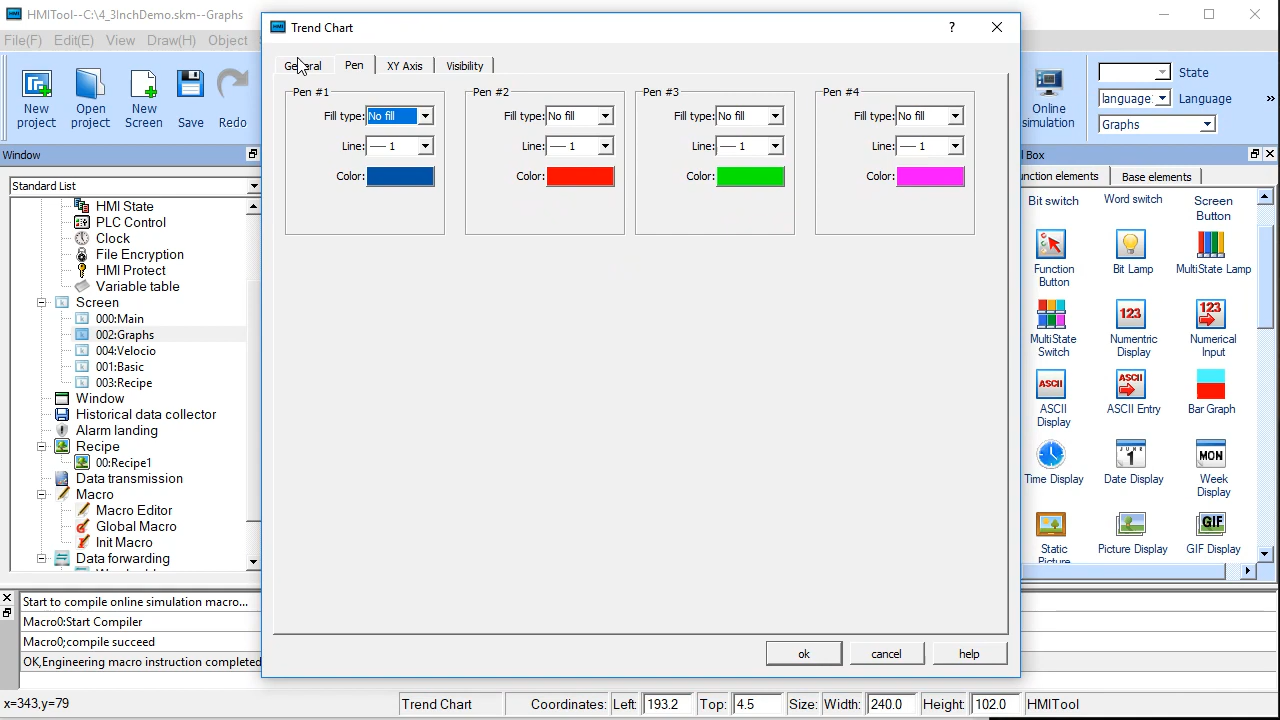 HMITool--C:\4_3InchDemo.skm--Graphs
File(F) Edit(E) View Draw(H) Object
New project
Open project
New Screen
Save
Redo
Online simulation
State
language: Language
Graphs
Window
Standard List
HMI State
PLC Control
Clock
File Encryption
HMI Protect
Variable table
Screen
000:Main
002:Graphs
004:Velocio
001:Basic
003:Recipe
Window
Historical data collector
Alarm landing
Recipe
00:Recipe1
Data transmission
Macro
Macro Editor
Global Macro
Init Macro
Data forwarding
Trend Chart
General Pen XY Axis Visibility
Pen #1 Pen #2 Pen #3 Pen #4
Fill type: No fill Fill type: No fill Fill type: No fill Fill type: No fill
Line: 1 Line: 1 Line: 1 Line: 1
Color: Color: Color: Color:
ok cancel help
Box
unction elements Base elements
Bit switch Word switch Screen Button
Function Button Bit Lamp MultiState Lamp
MultiState Switch Numentric Display Numerical Input
ASCII Display ASCII Entry Bar Graph
Time Display Date Display Week Display
Static Picture Picture Display GIF Display
Start to compile online simulation macro...
Macro0:Start Compiler
Macro0;compile succeed
OK,Engineering macro instruction completed
x=343,y=79 Trend Chart Coordinates: Left: 193.2 Top: 4.5 Size: Width: 240.0 Height: 102.0 HMITool